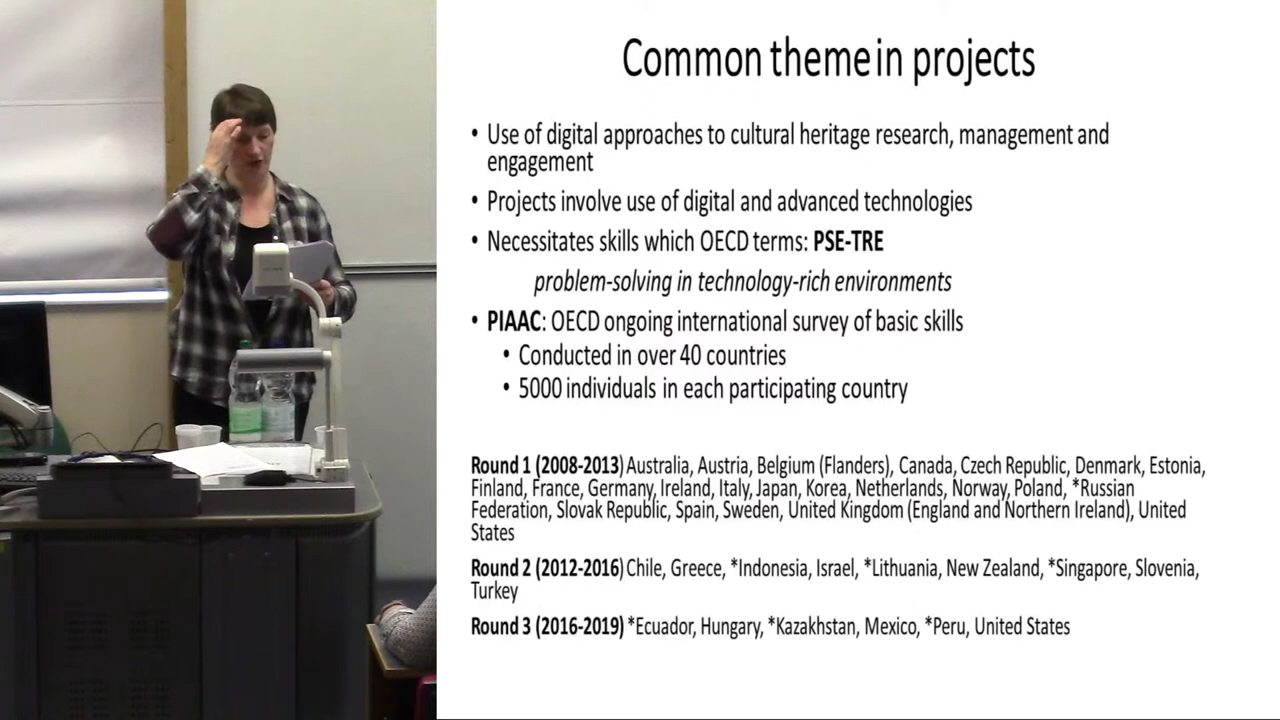 Common theme in projects
• Use of digital approaches to cultural heritage research, management and
engagement
• Projects involve use of digital and advanced technologies
• Necessitates skills which OECD terms: PSE-TRE
problem-solving in technology-rich environments
• PIAAC: OECD ongoing international survey of basic skills
• Conducted in over 40 countries
• 5000 individuals in each participating country
Round 1 (2008-2013) Australia, Austria, Belgium (Flanders), Canada, Czech Republic, Denmark, Estonia,
Finland, France, Germany, Ireland, Italy, Japan, Korea, Netherlands, Norway, Poland, *Russian
Federation, Slovak Republic, Spain, Sweden, United Kingdom (England and Northern Ireland), United
States
Round 2 (2012-2016) Chile, Greece, *Indonesia, Israel, *Lithuania, New Zealand, *Singapore, Slovenia,
Turkey
Round 3 (2016-2019) *Ecuador, Hungary, *Kazakhstan, Mexico, *Peru, United States